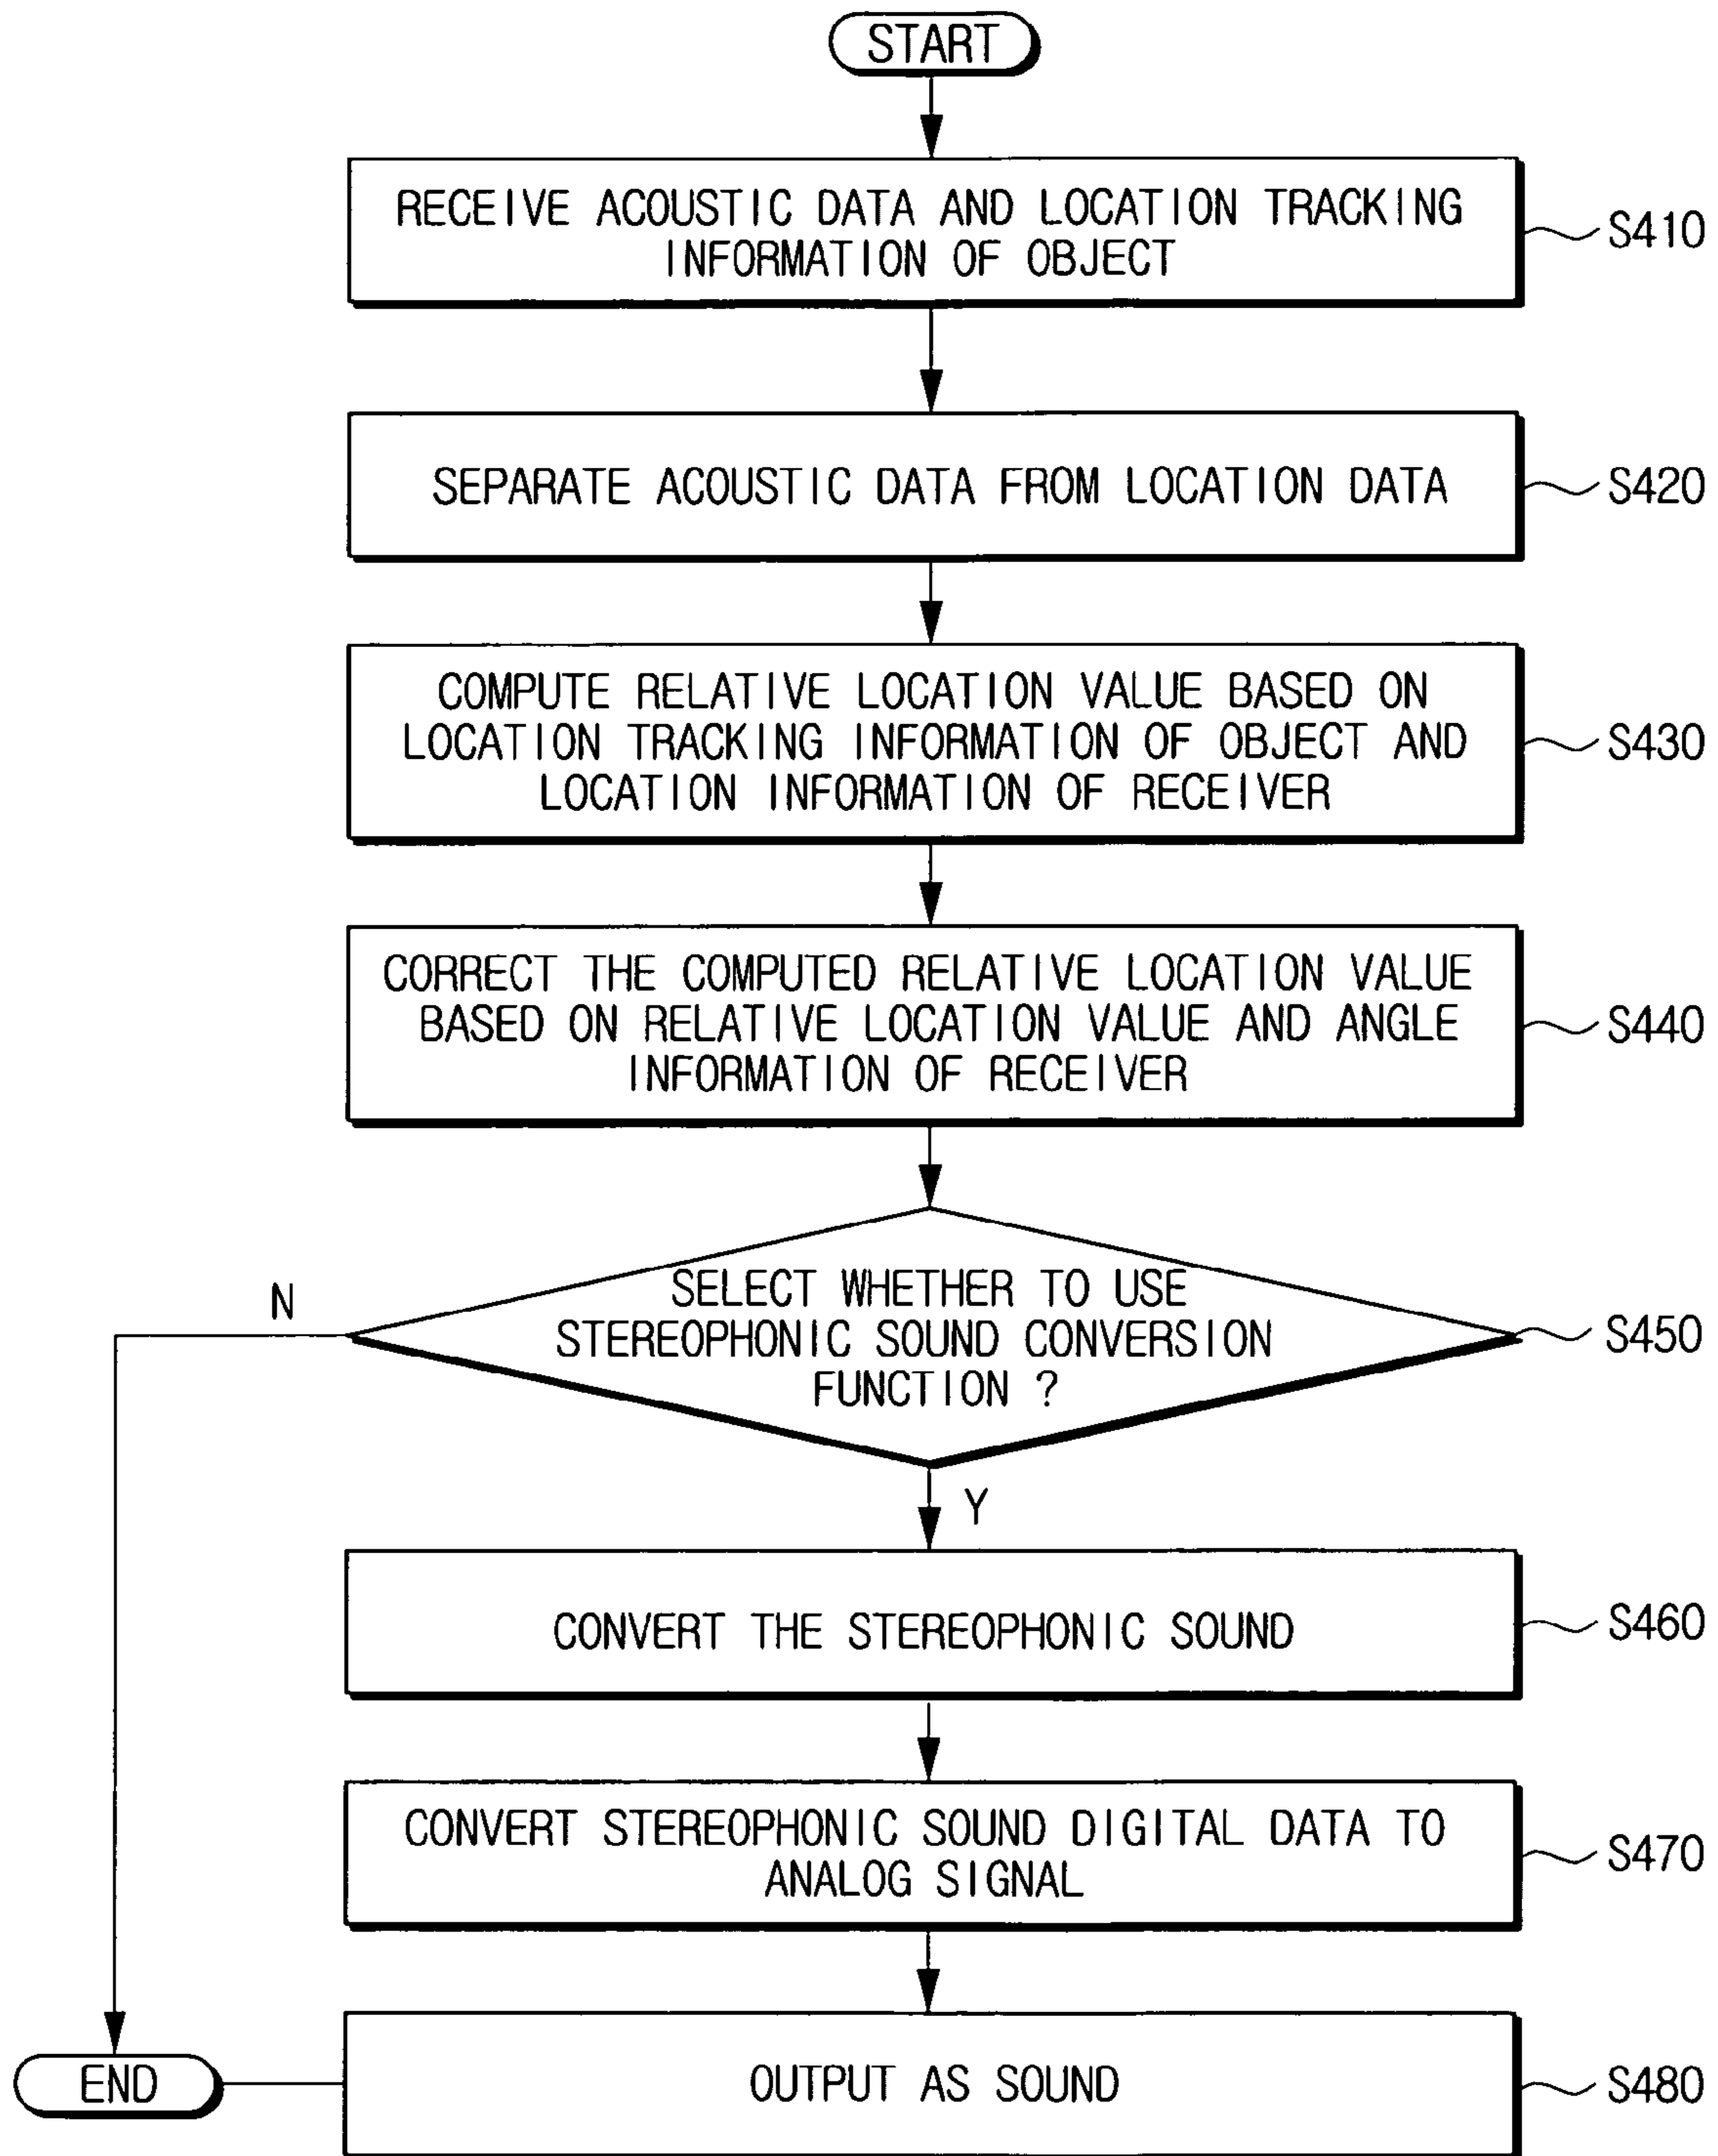 START
RECEIVE ACOUSTIC DATA AND LOCATION TRACKING
INFORMATION OF OBJECT
S410
SEPARATE ACOUSTIC DATA FROM LOCATION DATA
S420
COMPUTE RELATIVE LOCATION VALUE BASED ON
LOCATION TRACKING INFORMATION OF OBJECT AND
LOCATION INFORMATION OF RECEIVER
S430
CORRECT THE COMPUTED RELATIVE LOCATION VALUE
BASED ON RELATIVE LOCATION VALUE AND ANGLE
INFORMATION OF RECEIVER
S440
N
SELECT WHETHER TO USE
STEREOPHONIC SOUND CONVERSION
FUNCTION ?
S450
Y
CONVERT THE STEREOPHONIC SOUND
S460
CONVERT STEREOPHONIC SOUND DIGITAL DATA TO
ANALOG SIGNAL
S470
END
OUTPUT AS SOUND
S480